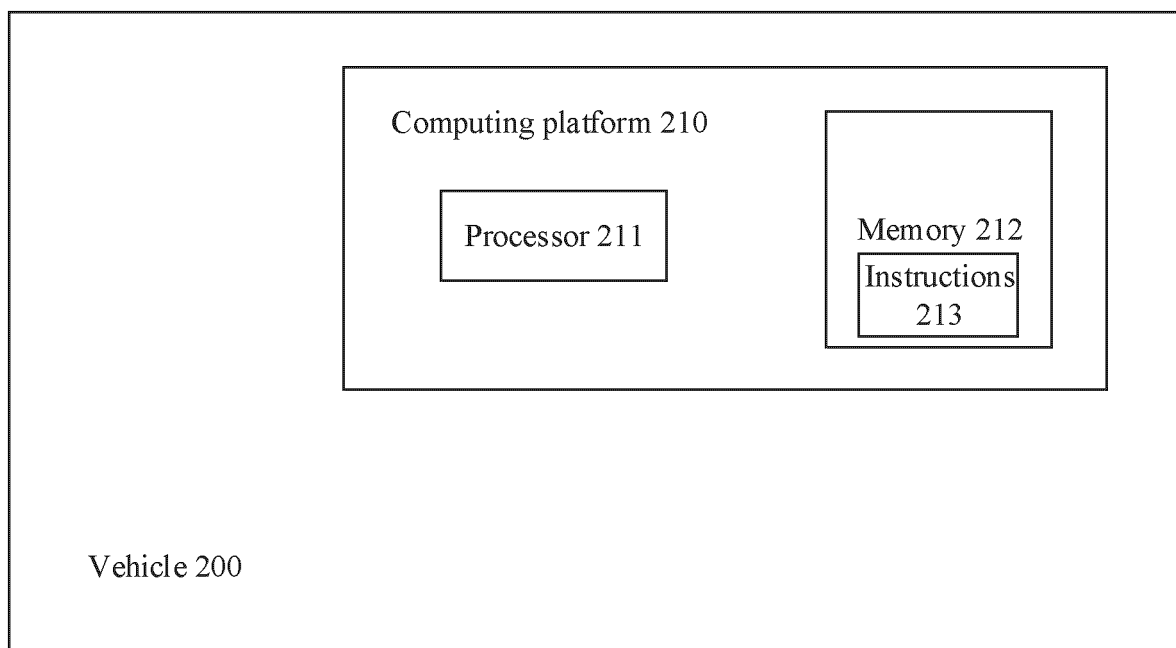 Computing platform 210
Processor 211
Memory 212
Instructions
213
Vehicle 200